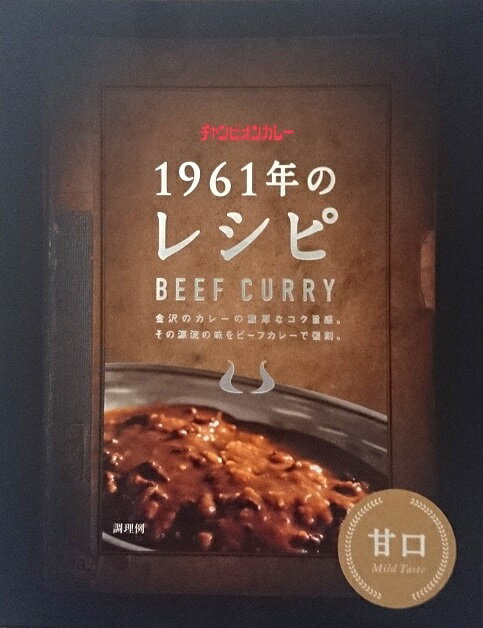 チャンピオンカレー
1961年の
レシピ
BEEF CURRY
金沢のカレーの濃厚なコク旨感。
その源流の味をビーフカレーで復刻。
調理例
甘口
Mild Taste